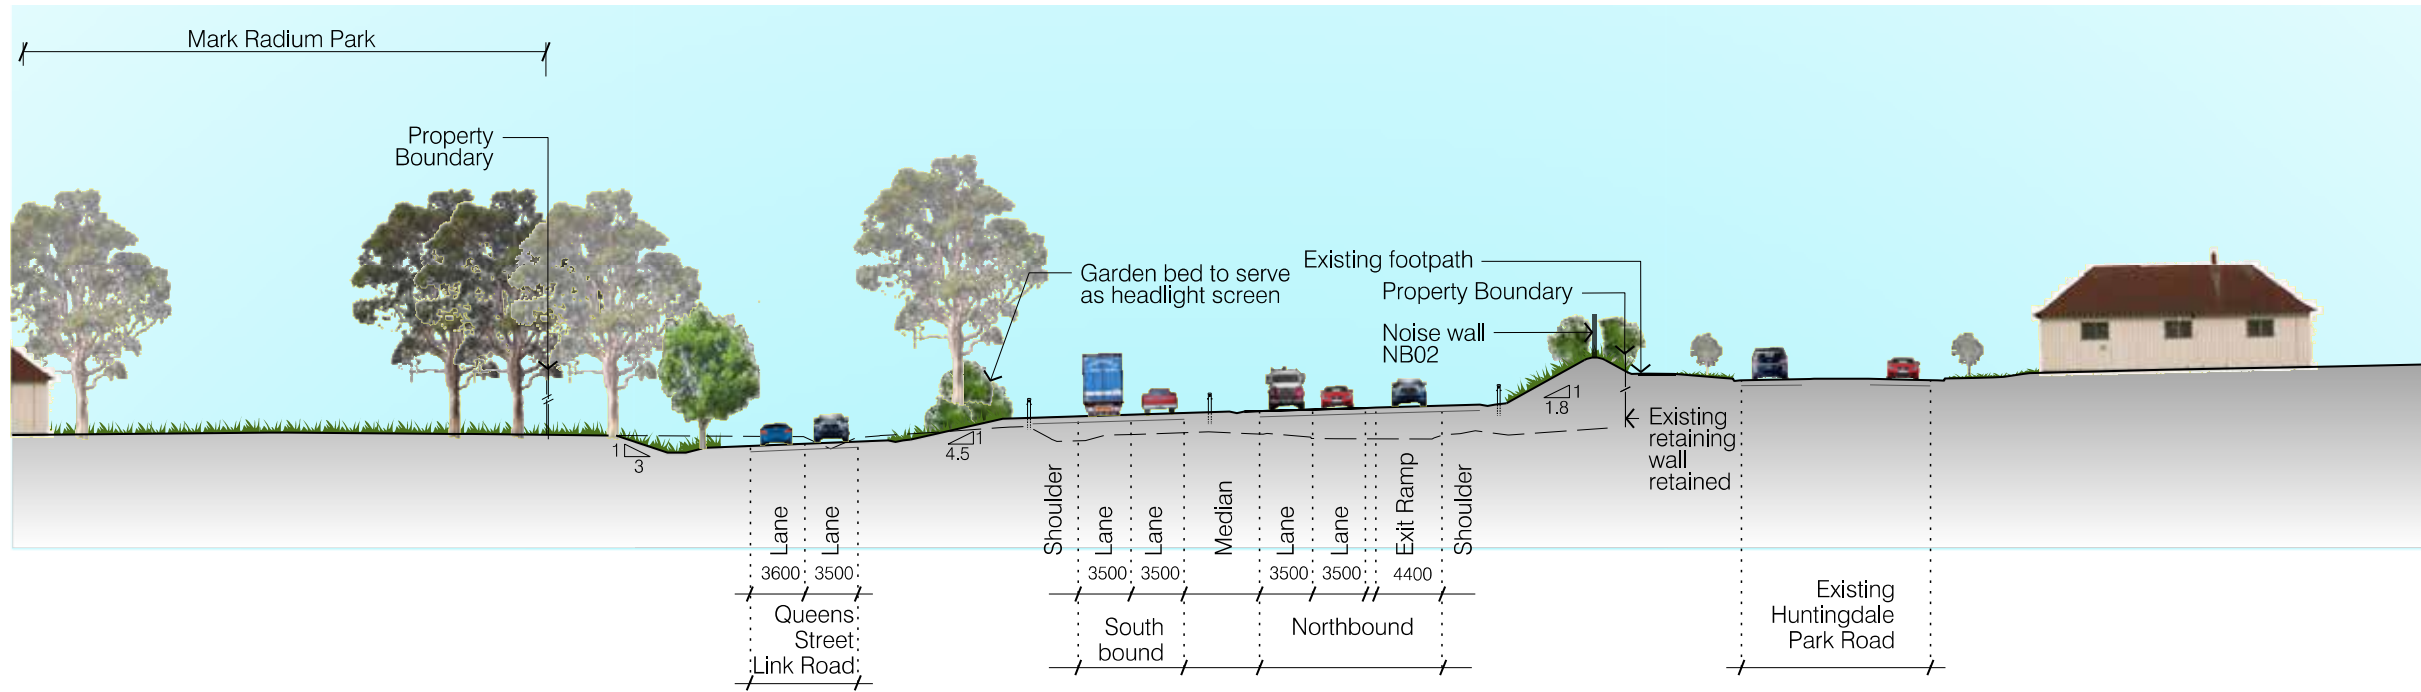 Mark Radium Park
Property
Boundary
Garden bed to serve
as headlight screen
Existing footpath
Property Boundary
Noise wall
NB02
1
1.8
Existing
retaining
wall
retained
1
3
1
4.5
Lane
Lane
Shoulder
Lane
Lane
Median
Lane
Lane
Exit Ramp
Shoulder
3600
3500
3500
3500
3500
3500
4400
Queens
Street
Link Road
South
bound
Northbound
Existing
Huntingdale
Park Road